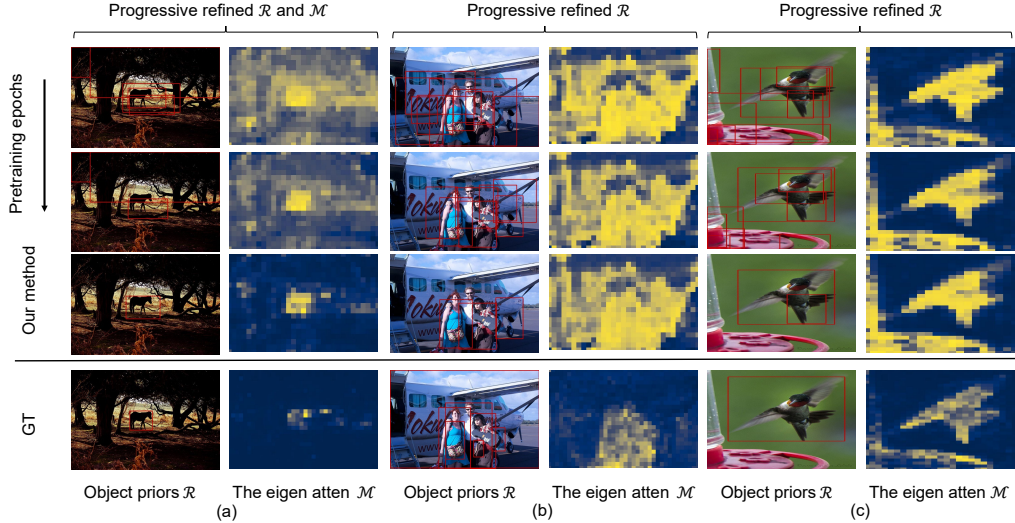 Progressive refined ℛ and ℳ
Progressive refined ℛ
Progressive refined ℛ
Pretraining epochs
Our method
GT
Object priors ℛ
The eigen atten ℳ
Object priors ℛ
The eigen atten ℳ
Object priors ℛ
The eigen atten ℳ
(a)
(b)
(c)